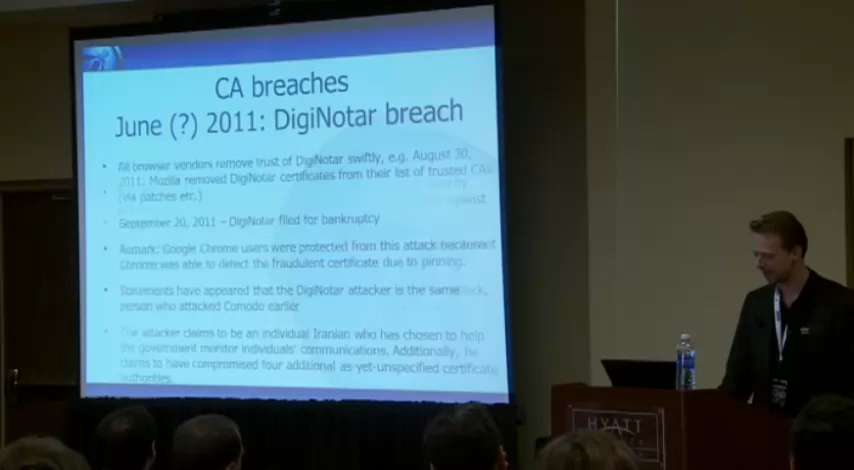 CA breaches
June (?) 2011: DigiNotar breach
• All browser vendors remove trust of DigiNotar swiftly, e.g. August 30,
2011: Mozilla removed DigiNotar certificates from their list of trusted CAs
(via patches etc.)
against
• September 20, 2011 – DigiNotar filed for bankruptcy
• Remark: Google Chrome users were protected from this attack
Chrome was able to detect the fraudulent certificate due to pinning.
• Statements have appeared that the DigiNotar attacker is the same
person who attacked Comodo earlier
• The attacker claims to be an individual Iranian who has chosen to help
the government monitor individuals' communications. Additionally, he
claims to have compromised four additional as-yet-unspecified certificate
authorities.
HYATT